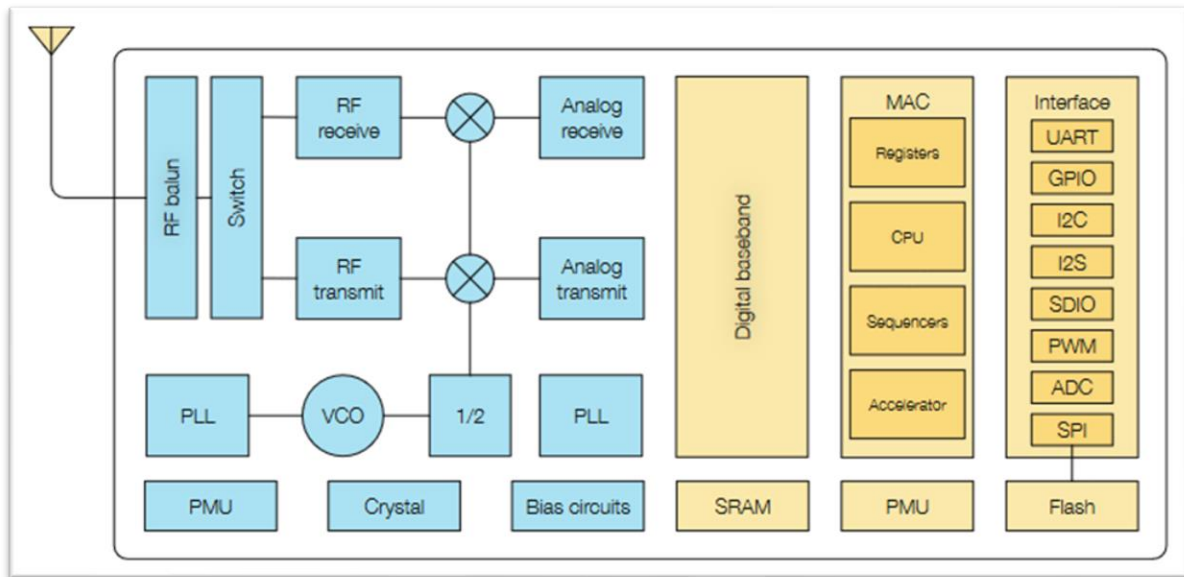 RF balun
Switch
RF
receive
Analog
receive
RF
transmit
Analog
transmit
PLL
VCO
1/2
PLL
PMU
Crystal
Bias circuits
Digital baseband
SRAM
MAC
Registers
CPU
Sequencers
Accelerator
PMU
Interface
UART
GPIO
I2C
I2S
SDIO
PWM
ADC
SPI
Flash